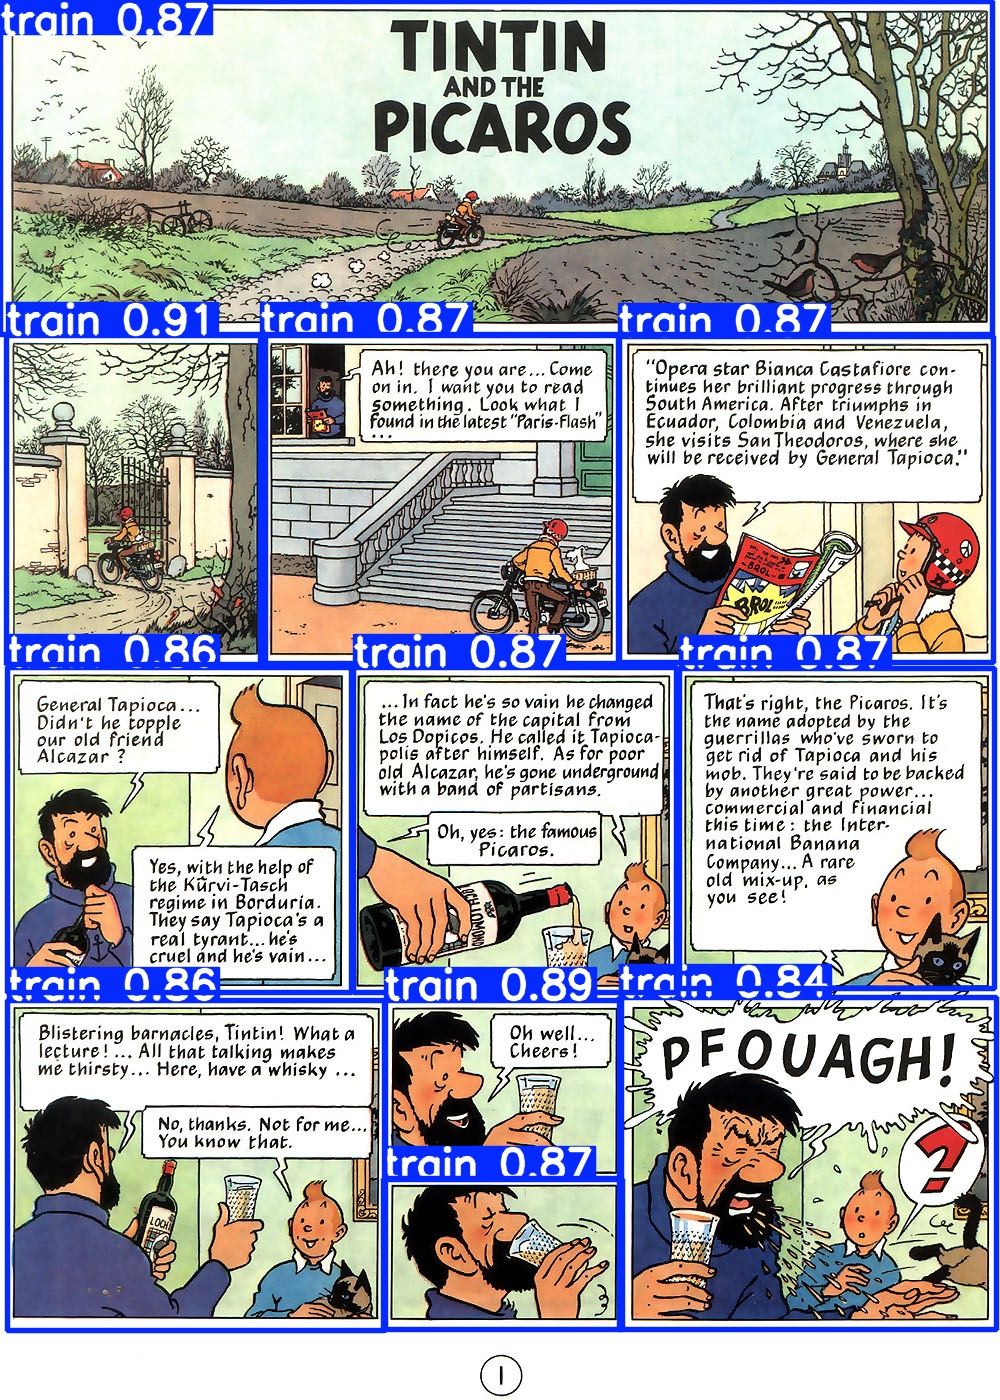 train 0.87
TINTIN
AND THE
PICAROS
train 0.91
train 0.87
Ah! there you are... Come
on in. I want you to read
something. Look what I
found in the latest "Paris-Flash"
...
train 0.87
"Opera star Bianca Castafiore con-
tinues her brilliant progress through
South America. After triumphs in
Ecuador, Colombia and Venezuela,
she visits San Theodoros, where she
will be received by General Tapioca."
BROL
BROL
train 0.86
General Tapioca...
Didn't he topple
our old friend
Alcazar ?
Yes, with the help of
the Kûrvi-Tasch
regime in Borduria.
They say Tapioca's a
real tyrant... he's
cruel and he's vain...
train 0.87
... In fact he's so vain he changed
the name of the capital from
Los Dopicos. He called it Tapioca-
polis after himself. As for poor
old Alcazar, he's gone underground
with a band of partisans.
Oh, yes: the famous
Picaros.
LOCH
LOMOND
train 0.87
That's right, the Picaros. It's
the name adopted by the
guerrillas who've sworn to
get rid of Tapioca and his
mob. They're said to be backed
by another great power...
commercial and financial
this time : the Inter-
national Banana
Company... A rare
old mix-up, as
you see!
train 0.86
Blistering barnacles, Tintin! What a
lecture! ... All that talking makes
me thirsty... Here, have a whisky ...
No, thanks. Not for me...
You know that.
LOCH
train 0.89
Oh well...
Cheers!
train 0.87
train 0.84
PFOUAGH!
?
1